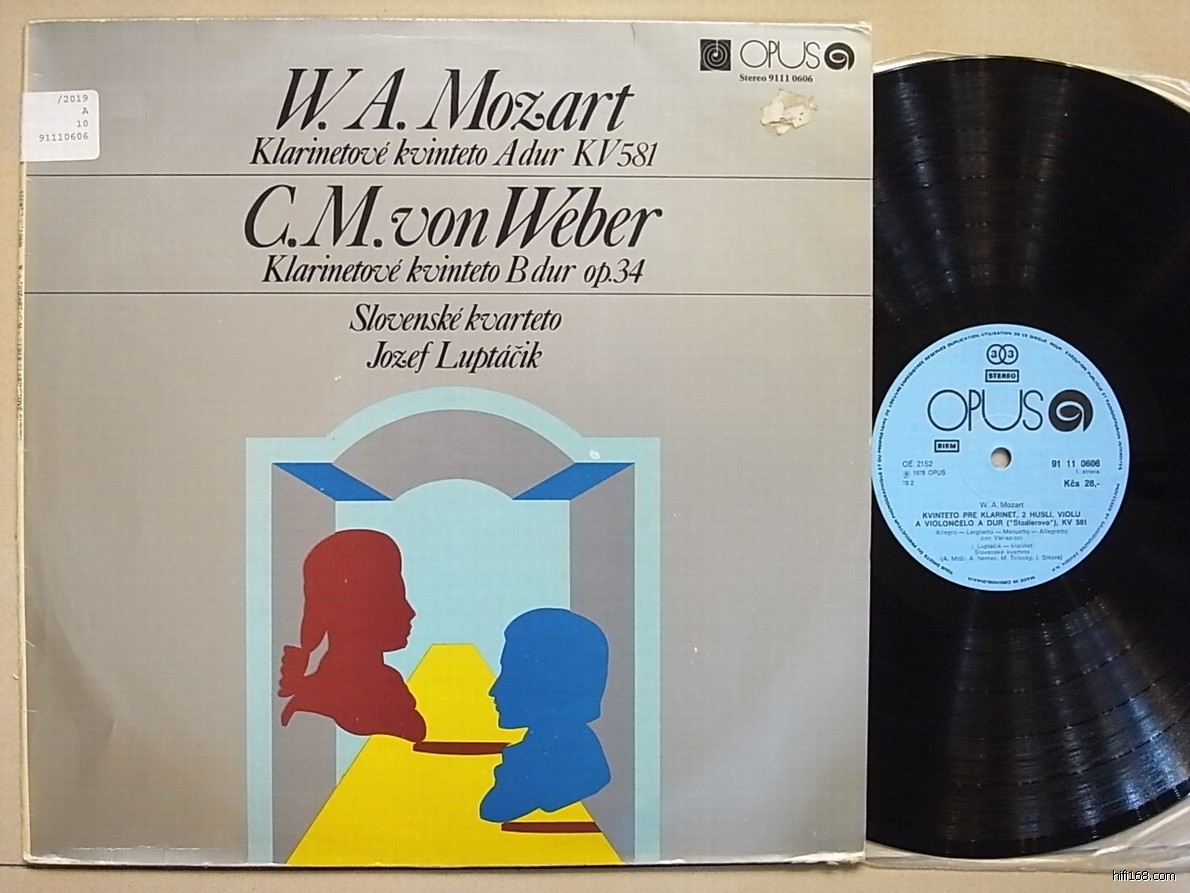 OPUS
Stereo 9111 0606
/2019
A
10
91110606
W. A. Mozart
Klarinetové kvinteto A dur KV 581
C. M. von Weber
Klarinetové kvinteto B dur op. 34
Slovenské kvarteto
Jozef Luptáčik
33
STEREO
OPUS
BIEM
OE 2152
℗ 1978 OPUS
78 2
91 11 0606
1. strana
Kčs 28,-
W. A. Mozart
KVINTETO PRE KLARINET, 2 HUSLI, VIOLU
A VIOLONČELO A DUR ("Stadlerovo"), KV 581
Allegro — Larghetto — Menuetto — Allegretto
con Variazioni
J. Luptáčik — klarinet
Slovenské kvarteto
MADE IN CZECHOSLOVAKIA
hifi168.com